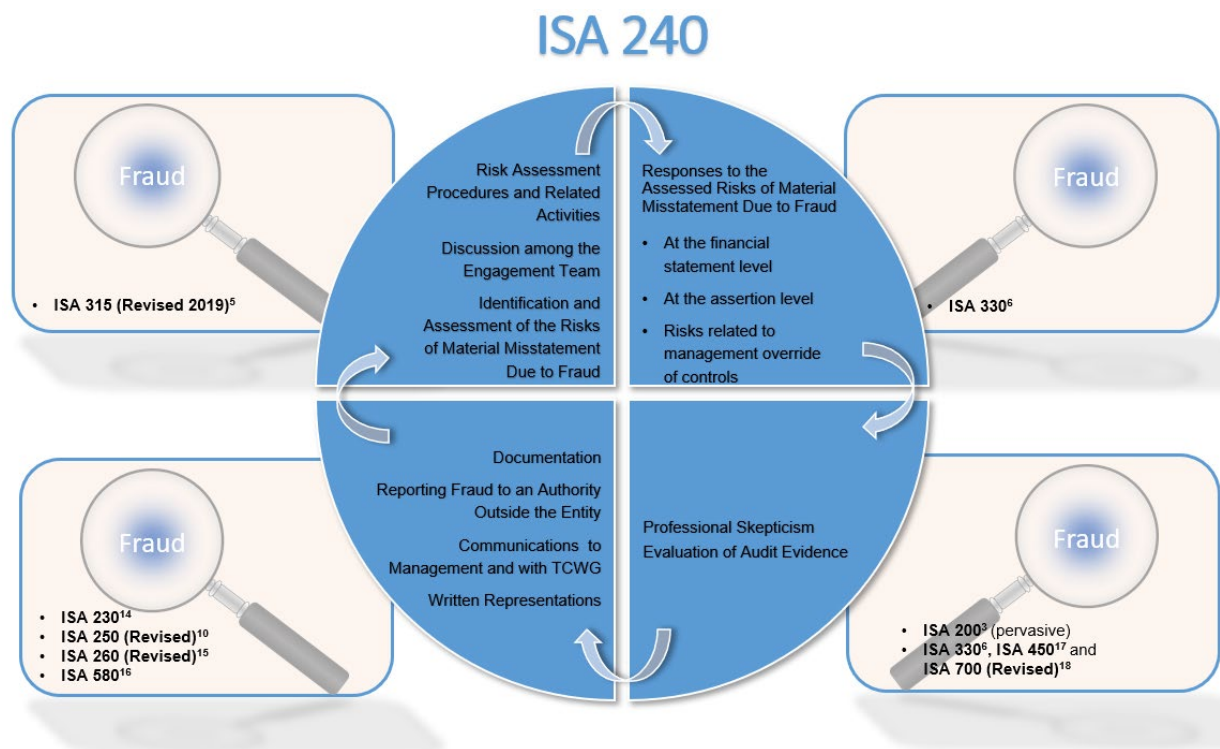 ISA 240
Fraud
• ISA 315 (Revised 2019)⁵
Risk Assessment
Procedures and Related
Activities
Discussion among the
Engagement Team
Identification and
Assessment of the Risks
of Material Misstatement
Due to Fraud
Responses to the
Assessed Risks of Material
Misstatement Due to Fraud
• At the financial
statement level
• At the assertion level
• Risks related to
management override
of controls
Fraud
• ISA 330⁶
Fraud
• ISA 230¹⁴
• ISA 250 (Revised)¹⁰
• ISA 260 (Revised)¹⁵
• ISA 580¹⁶
Documentation
Reporting Fraud to an Authority
Outside the Entity
Communications to
Management and with TCWG
Written Representations
Professional Skepticism
Evaluation of Audit Evidence
Fraud
• ISA 200³ (pervasive)
• ISA 330⁶, ISA 450¹⁷ and
ISA 700 (Revised)¹⁸